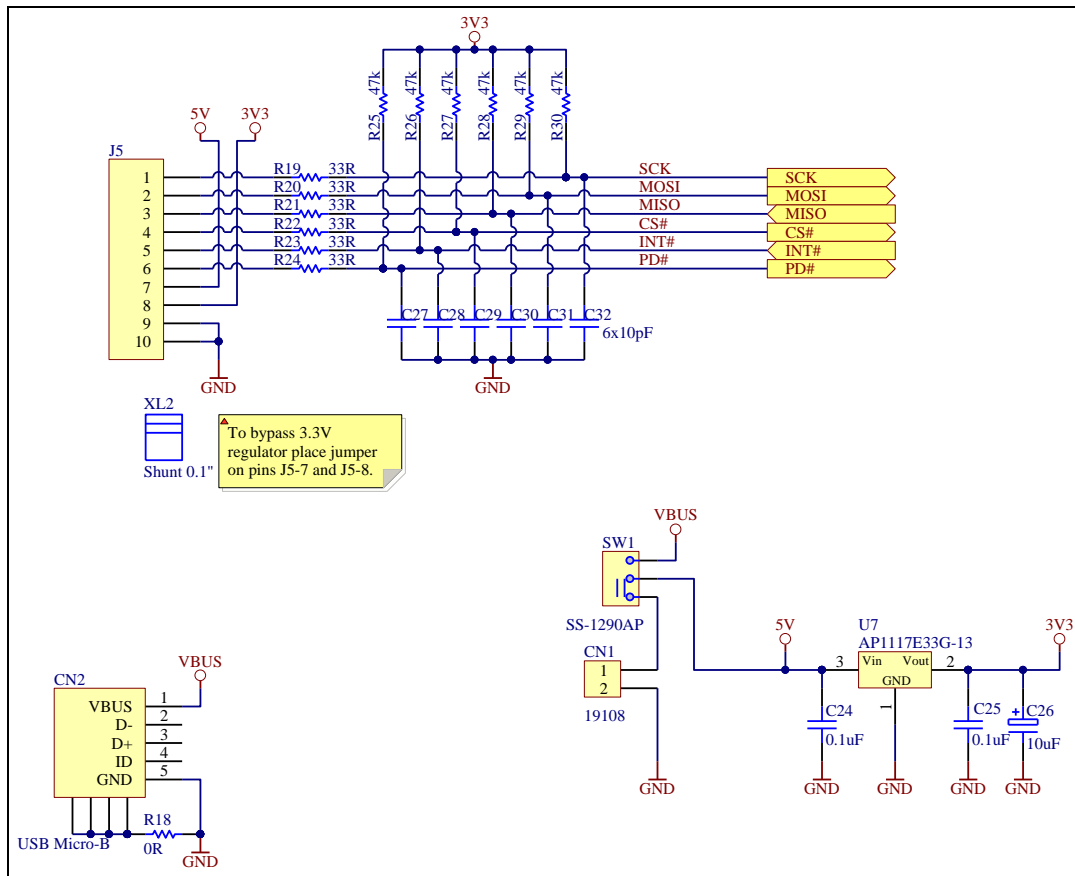 3V3
47k 47k 47k 47k 47k 47k
R25 R26 R27 R28 R29 R30
5V 3V3
J5
1 R19 33R SCK SCK
2 R20 33R MOSI MOSI
3 R21 33R MISO MISO
4 R22 33R CS# CS#
5 R23 33R INT# INT#
6 R24 33R PD# PD#
7
8
9
10
C27 C28 C29 C30 C31 C32
6x10pF
GND GND
XL2
Shunt 0.1"
To bypass 3.3V
regulator place jumper
on pins J5-7 and J5-8.
VBUS
SW1
SS-1290AP
CN1
1
2
19108
GND
5V
U7
AP1117E33G-13
3V3
3 Vin Vout 2
GND
1
C24
0.1uF
C25
0.1uF
C26
+
10uF
GND GND GND GND
VBUS
CN2
VBUS 1
D- 2
D+ 3
ID 4
GND 5
R18
0R
USB Micro-B
GND